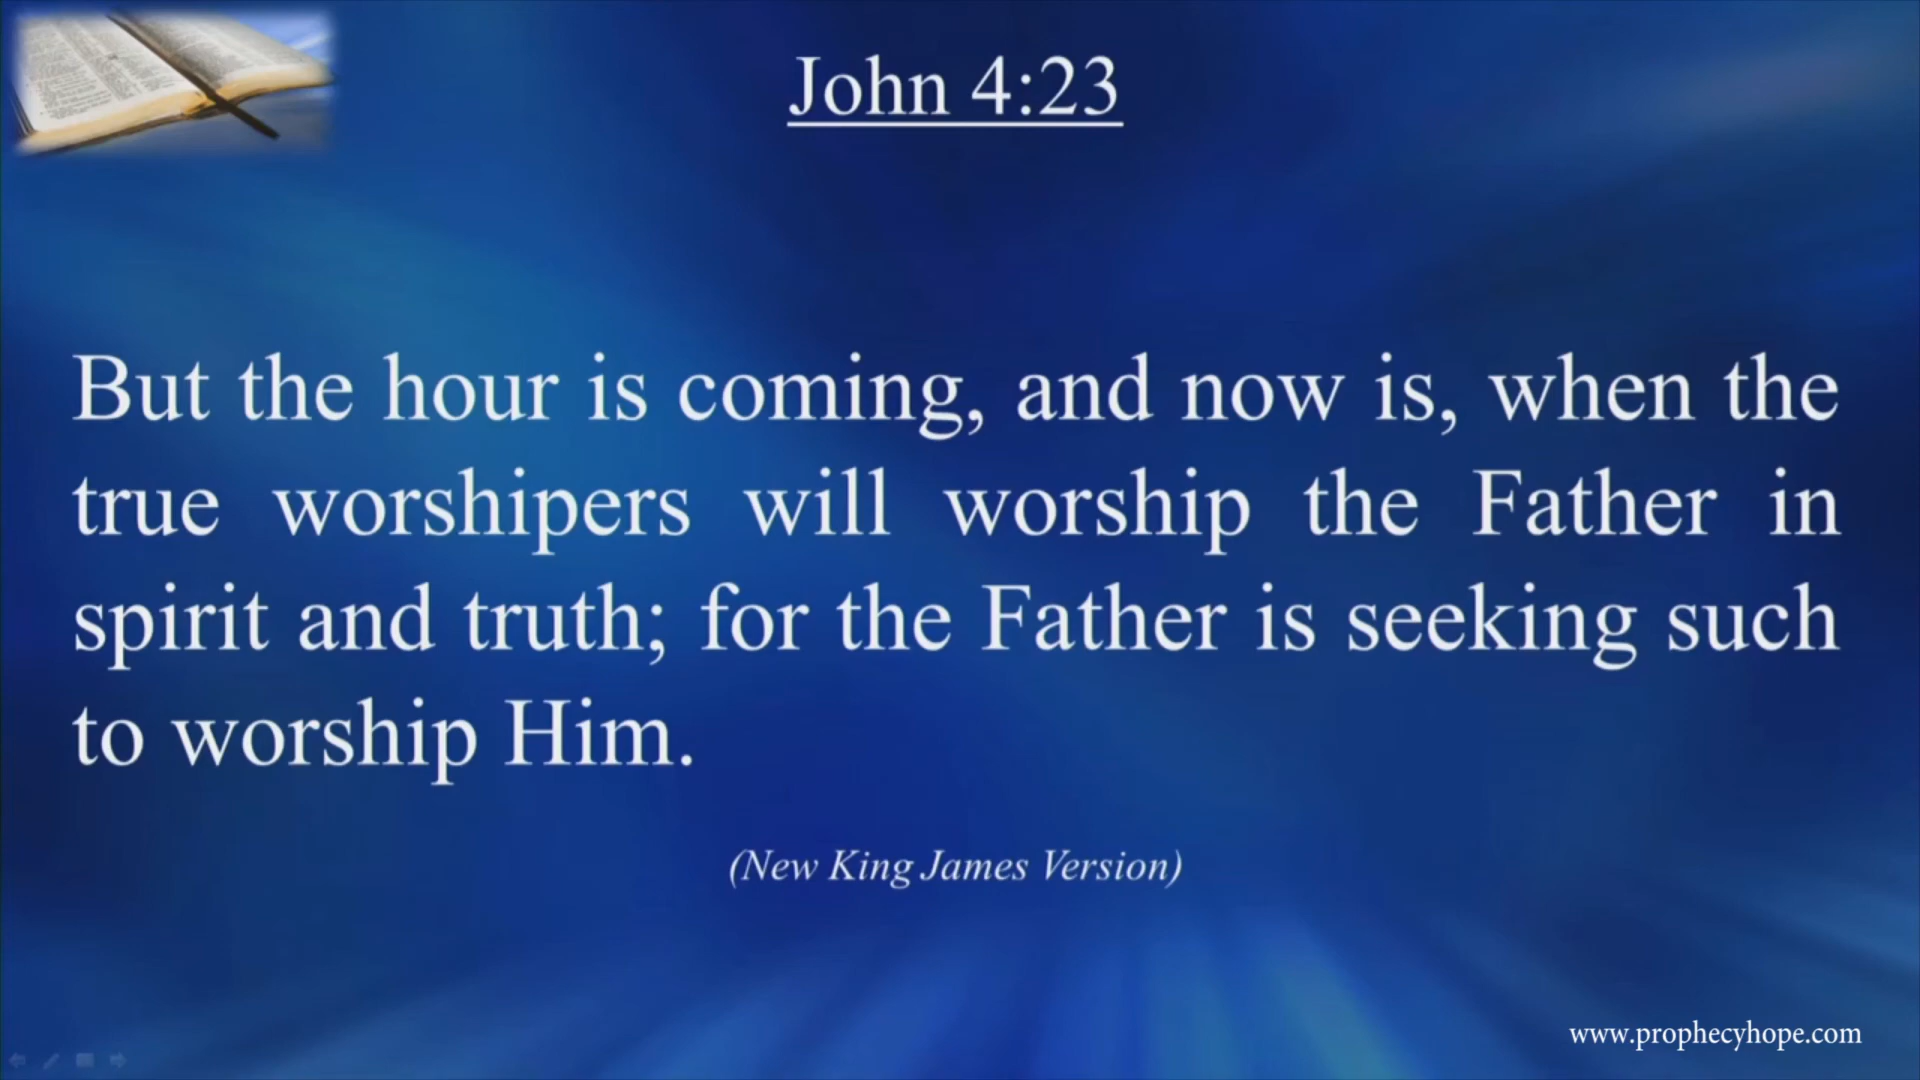 John 4:23
But the hour is coming, and now is, when the
true worshipers will worship the Father in
spirit and truth; for the Father is seeking such
to worship Him.
(New King James Version)
www.prophecyhope.com